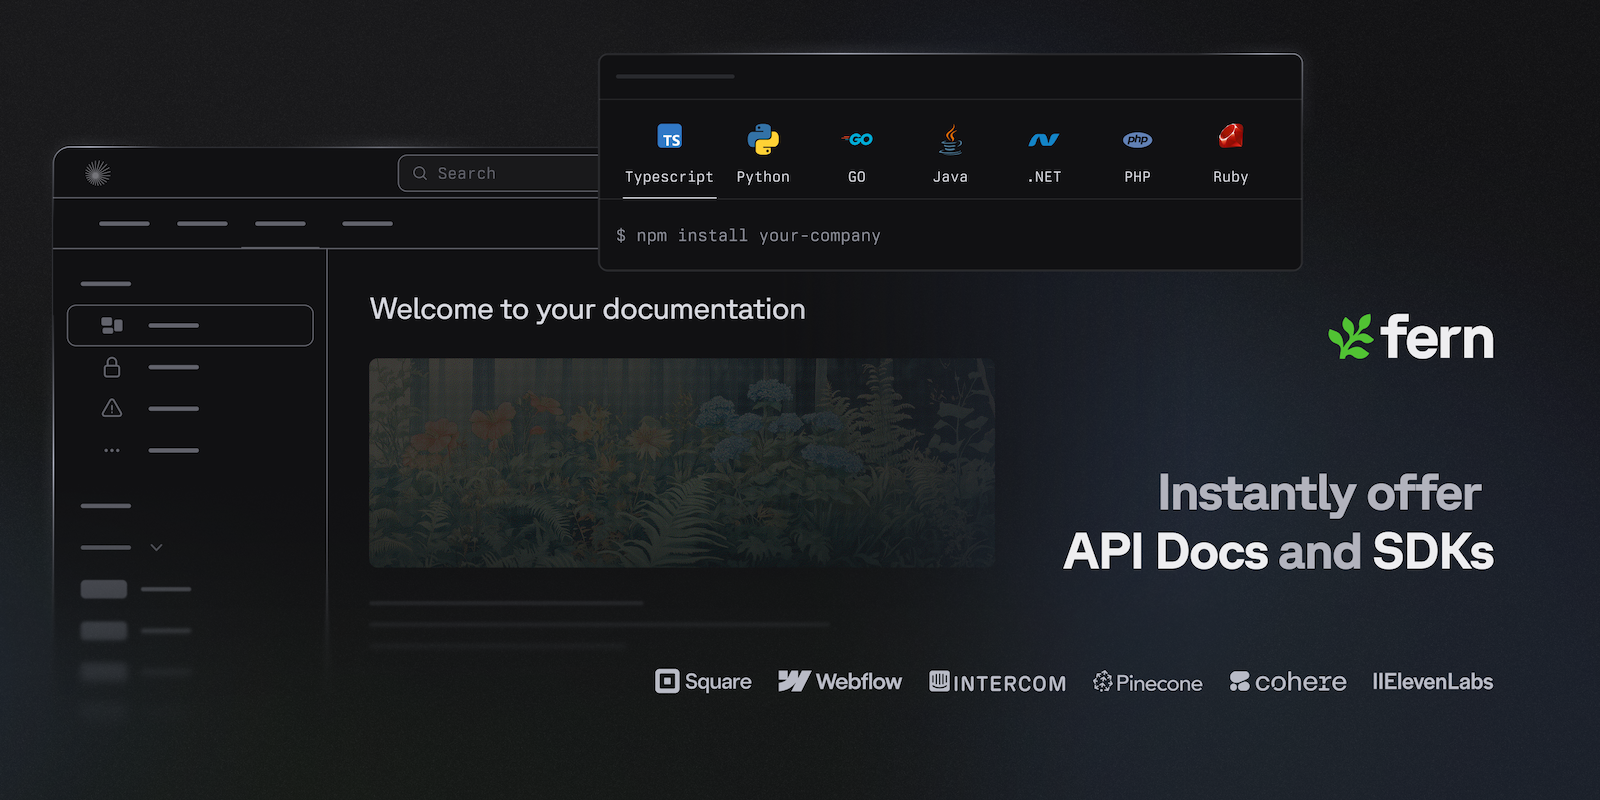 TS
GO
php
Typescript Python GO Java .NET PHP Ruby
Search
$ npm install your-company
Welcome to your documentation
fern
Instantly offer
API Docs and SDKs
Square Webflow INTERCOM Pinecone cohere IIElevenLabs